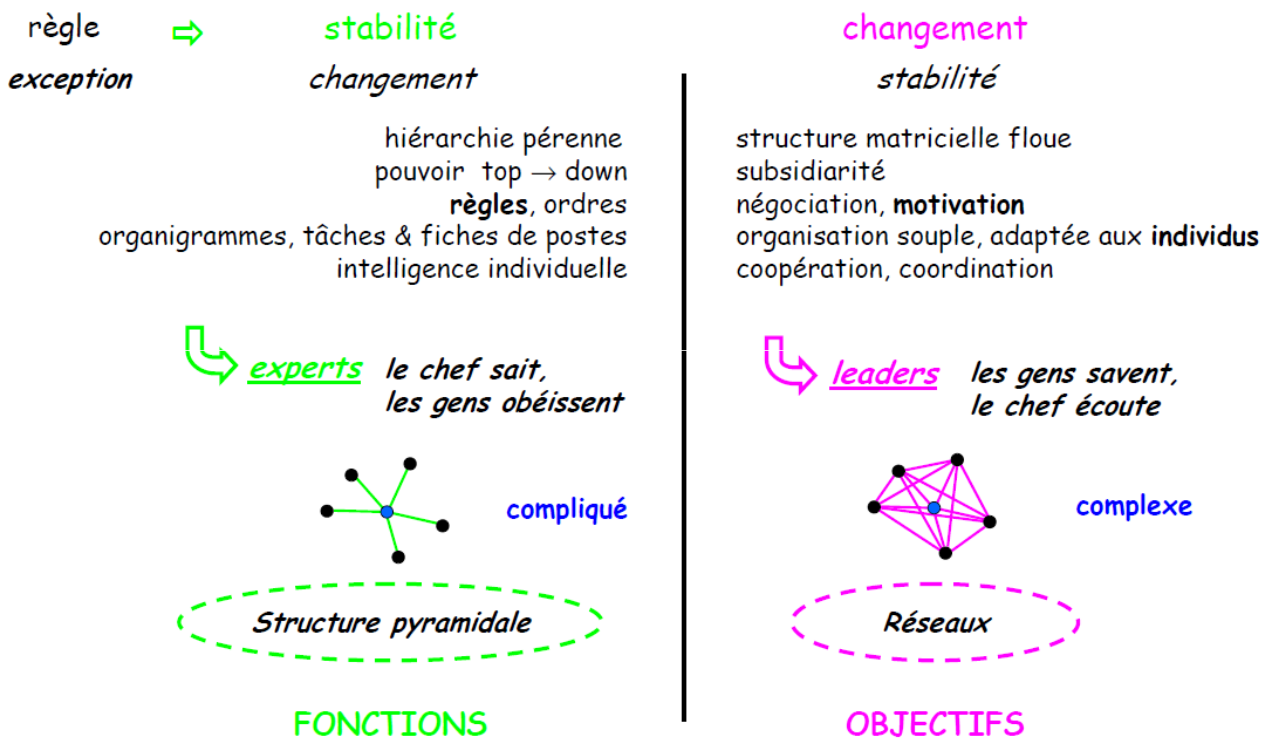 règle ⇨ stabilité
exception changement
hiérarchie pérenne
pouvoir top → down
règles, ordres
organigrammes, tâches & fiches de postes
intelligence individuelle
experts le chef sait,
les gens obéissent
compliqué
Structure pyramidale
FONCTIONS
changement
stabilité
structure matricielle floue
subsidiarité
négociation, motivation
organisation souple, adaptée aux individus
coopération, coordination
leaders les gens savent,
le chef écoute
complexe
Réseaux
OBJECTIFS